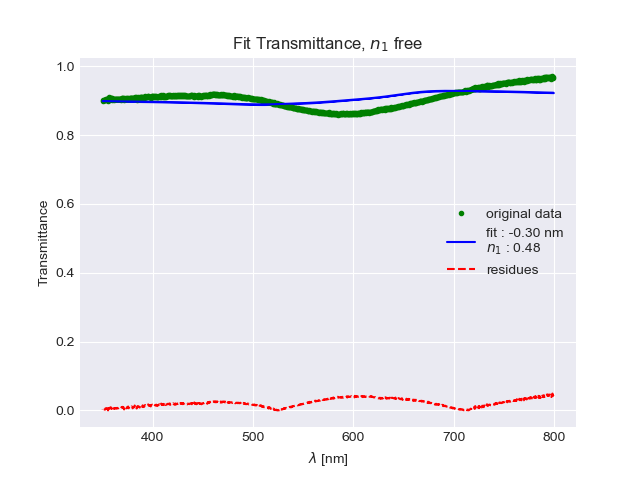 Fit Transmittance, n₁ free
Transmittance
1.0
0.8
0.6
0.4
0.2
0.0
original data
fit : -0.30 nm
n₁ : 0.48
residues
400 500 600 700 800
λ [nm]